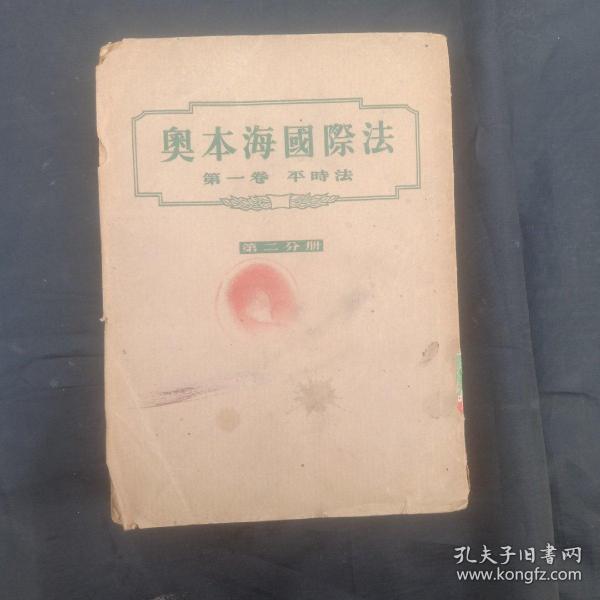 奥本海國際法
第一卷 平時法
第二分册
孔夫子旧书网
www.kongfz.com